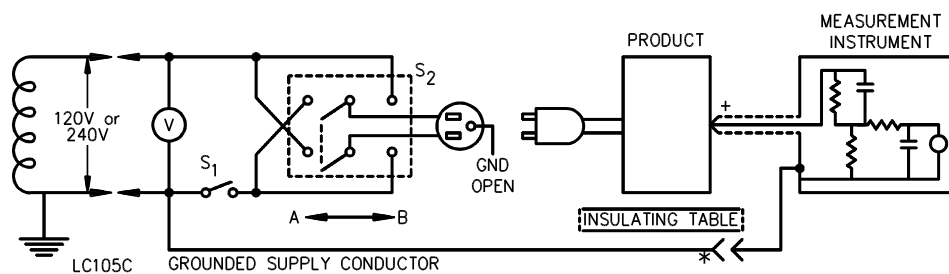 MEASUREMENT
INSTRUMENT
PRODUCT
S2
120V or
240V
V
+
S1
GND
OPEN
A
B
INSULATING TABLE
*
LC105C
GROUNDED SUPPLY CONDUCTOR